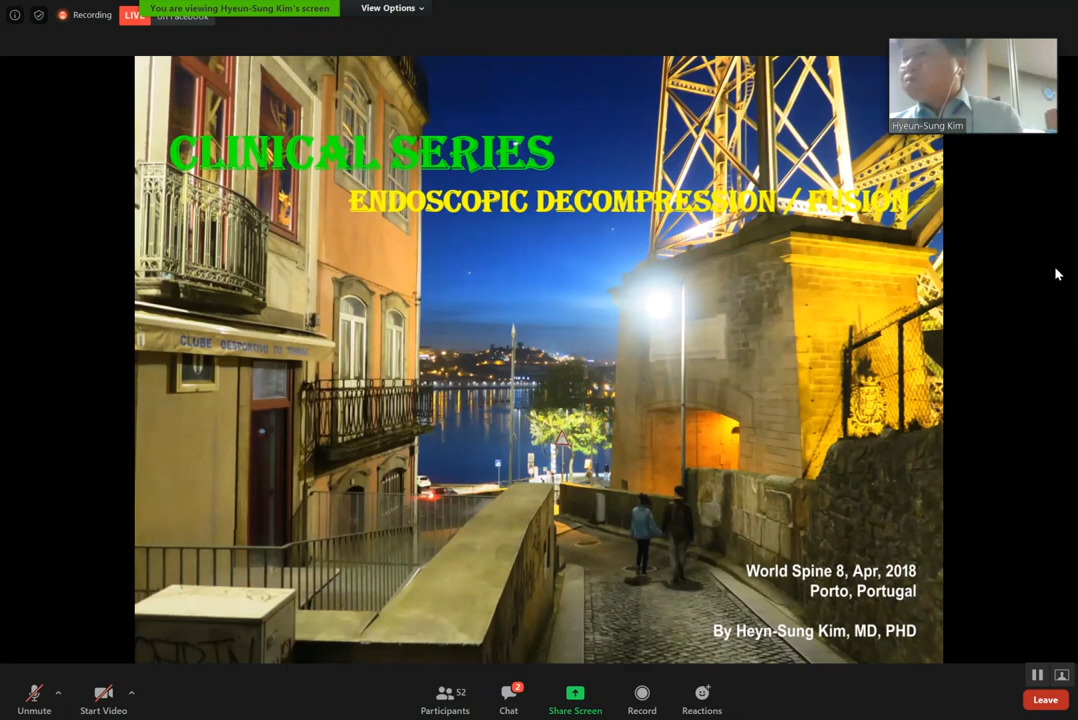 Recording
LIVE
on Facebook
You are viewing Hyeun-Sung Kim's screen
View Options
Hyeun-Sung Kim
CLINICAL SERIES
ENDOSCOPIC DECOMPRESSION / FUSION
CLUBE DESPORTIVO DO
World Spine 8, Apr, 2018
Porto, Portugal
By Heyn-Sung Kim, MD, PHD
Unmute
Start Video
52
Participants
2
Chat
Share Screen
Record
Reactions
Leave